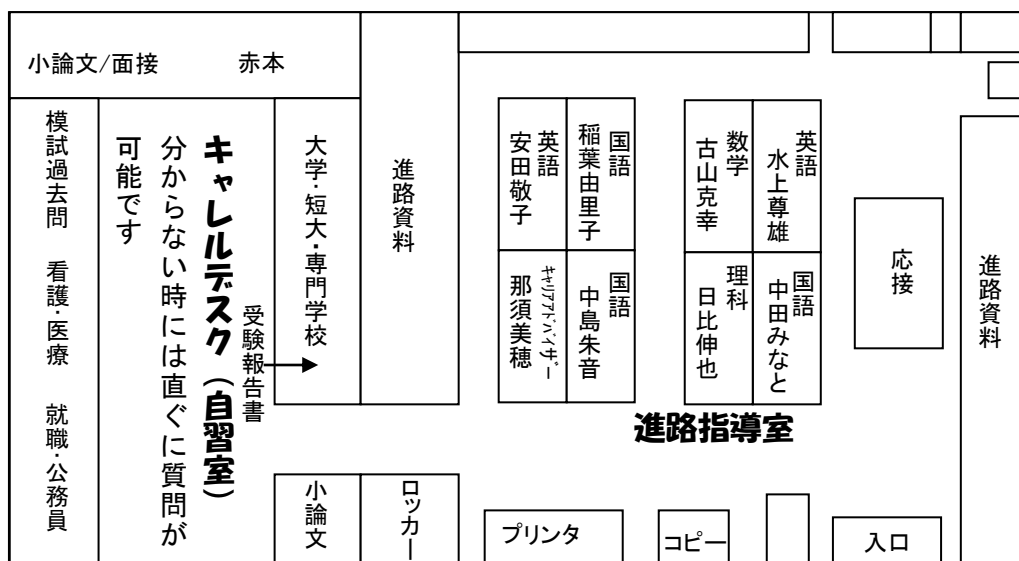 小論文/面接
赤本
模試過去問
看護・医療
就職・公務員
キャレルデスク(自習室)
分からない時には直ぐに質問が
可能です
受験報告書
大学・短大・専門学校
進路資料
小論文
ロッカー
英語
安田敬子
国語
稲葉由里子
キャリアアドバイザー
那須美穂
国語
中島朱音
数学
古山克幸
英語
水上尊雄
理科
日比伸也
国語
中田みなと
進路指導室
応接
進路資料
プリンタ
コピー
入口